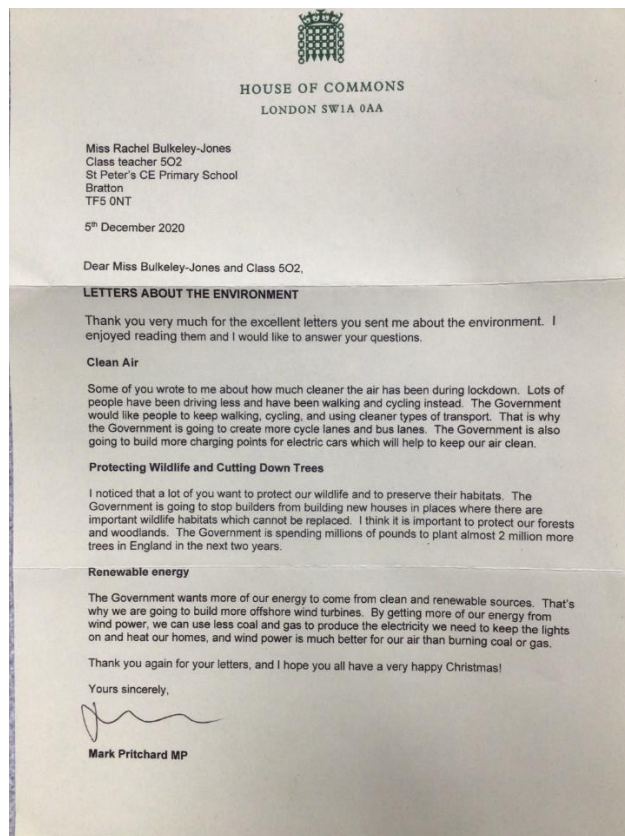 HOUSE OF COMMONS
LONDON SW1A 0AA
Miss Rachel Bulkeley-Jones
Class teacher 5O2
St Peter's CE Primary School
Bratton
TF5 0NT
5th December 2020
Dear Miss Bulkeley-Jones and Class 5O2,
LETTERS ABOUT THE ENVIRONMENT
Thank you very much for the excellent letters you sent me about the environment. I
enjoyed reading them and I would like to answer your questions.
Clean Air
Some of you wrote to me about how much cleaner the air has been during lockdown. Lots of
people have been driving less and have been walking and cycling instead. The Government
would like people to keep walking, cycling, and using cleaner types of transport. That is why
the Government is going to create more cycle lanes and bus lanes. The Government is also
going to build more charging points for electric cars which will help to keep our air clean.
Protecting Wildlife and Cutting Down Trees
I noticed that a lot of you want to protect our wildlife and to preserve their habitats. The
Government is going to stop builders from building new houses in places where there are
important wildlife habitats which cannot be replaced. I think it is important to protect our forests
and woodlands. The Government is spending millions of pounds to plant almost 2 million more
trees in England in the next two years.
Renewable energy
The Government wants more of our energy to come from clean and renewable sources. That's
why we are going to build more offshore wind turbines. By getting more of our energy from
wind power, we can use less coal and gas to produce the electricity we need to keep the lights
on and heat our homes, and wind power is much better for our air than burning coal or gas.
Thank you again for your letters, and I hope you all have a very happy Christmas!
Yours sincerely,
Mark Pritchard MP